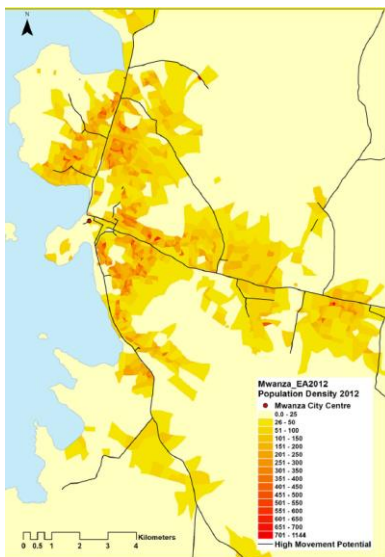 N
Mwanza_EA2012
Population Density 2012
Mwanza City Centre
0.0 - 25
26 - 50
51 - 100
101 - 150
151 - 200
201 - 250
251 - 300
301 - 350
351 - 400
401 - 450
451 - 500
501 - 550
551 - 600
601 - 650
651 - 700
701 - 1144
High Movement Potential
0 0.5 1 2 3 4
Kilometers